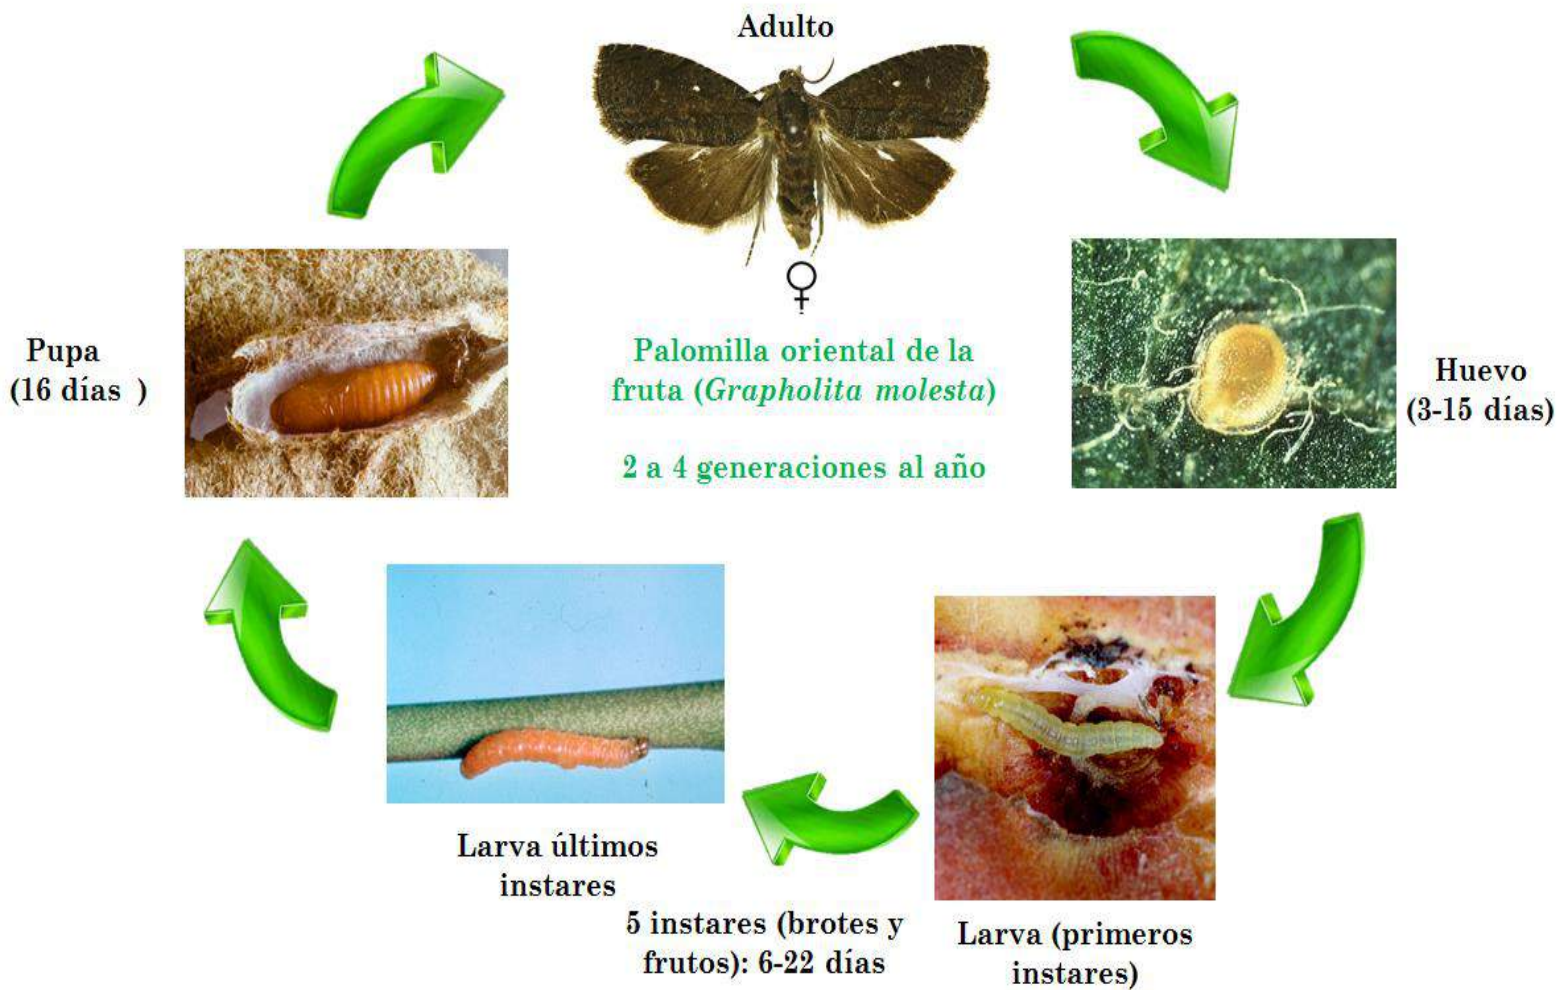 Adulto
Palomilla oriental de la
fruta (Grapholita molesta)
2 a 4 generaciones al año
Huevo
(3-15 días)
Larva (primeros
instares)
5 instares (brotes y
frutos): 6-22 días
Larva últimos
instares
Pupa
(16 días )